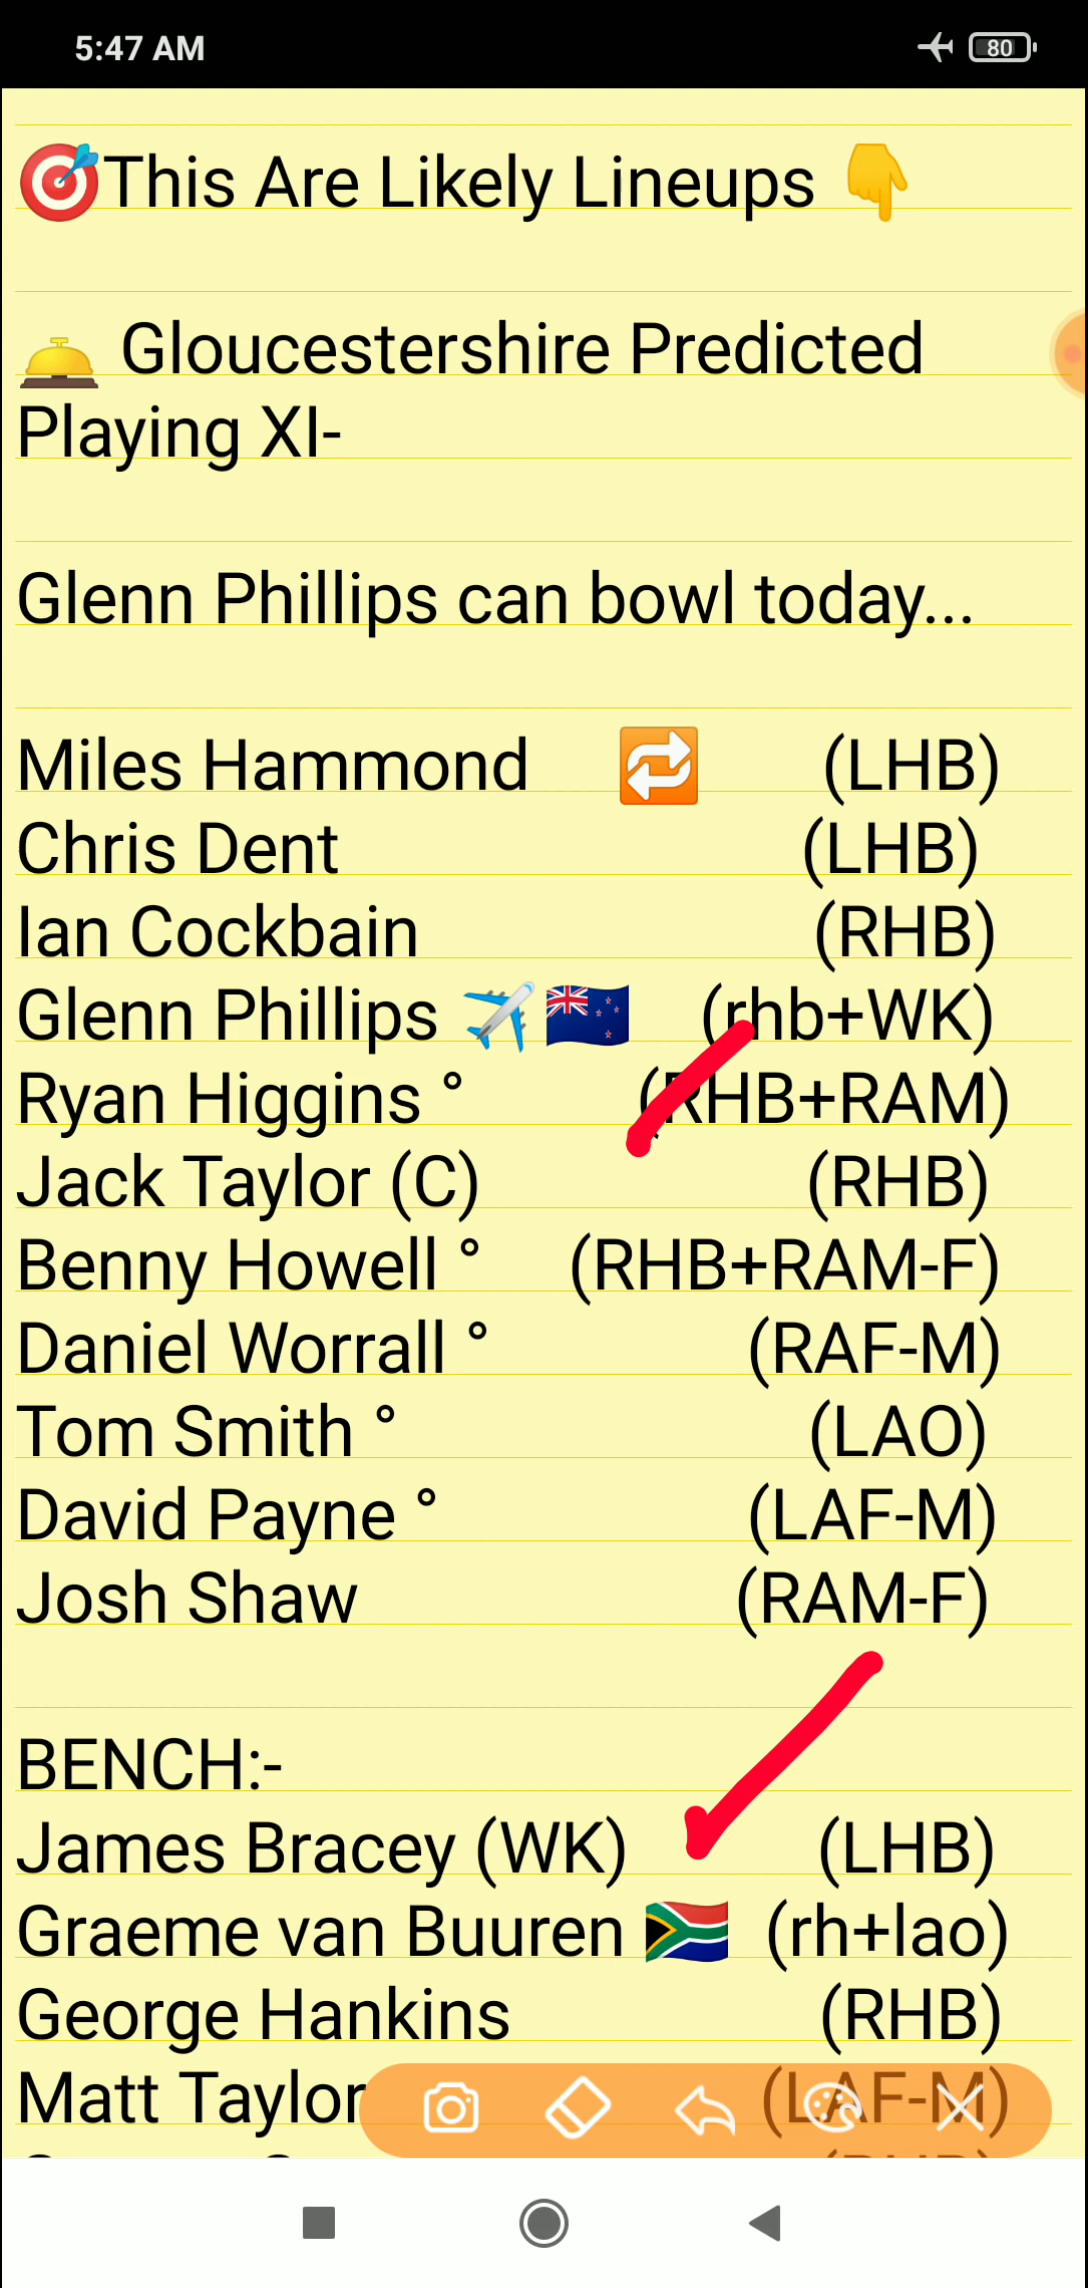 5:47 AM 80
🎯This Are Likely Lineups 👇
🛎 Gloucestershire Predicted
Playing XI-
Glenn Phillips can bowl today...
Miles Hammond 🔁 (LHB)
Chris Dent (LHB)
Ian Cockbain (RHB)
Glenn Phillips ✈️🇳🇿 (rhb+WK)
Ryan Higgins ° (RHB+RAM)
Jack Taylor (C) (RHB)
Benny Howell ° (RHB+RAM-F)
Daniel Worrall ° (RAF-M)
Tom Smith ° (LAO)
David Payne ° (LAF-M)
Josh Shaw (RAM-F)
BENCH:-
James Bracey (WK) (LHB)
Graeme van Buuren 🇿🇦 (rh+lao)
George Hankins (RHB)
Matt Taylor (LAF-M)